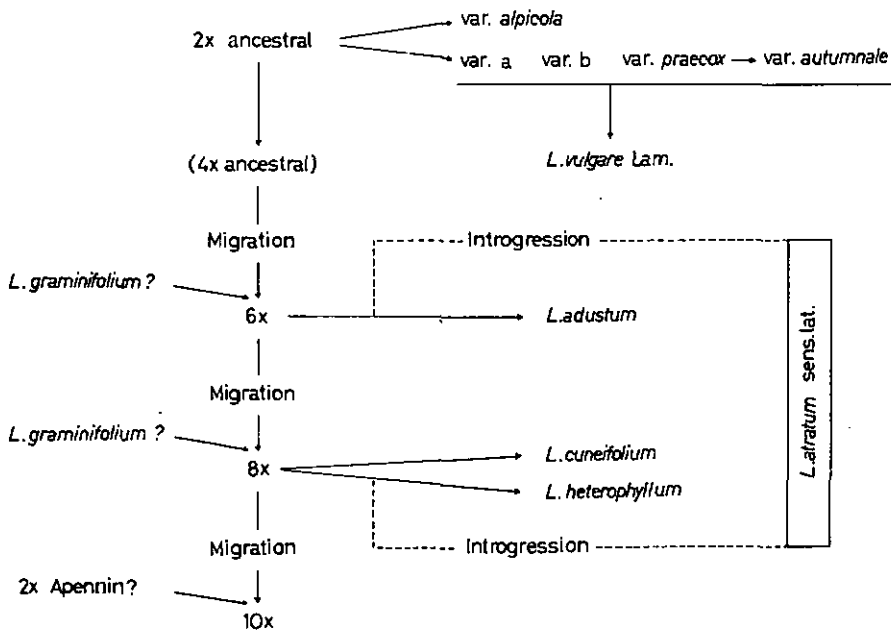 var. alpicola
2x ancestral
var. a var. b var. praecox var. autumnale
(4x ancestral)
L. vulgare Lam.
Migration
Introgression
L. graminifolium ?
6x
L. adustum
L. atratum sens. lat.
Migration
L. graminifolium ?
L. cuneifolium
8x
L. heterophyllum
Migration
Introgression
2x Apennin?
10x